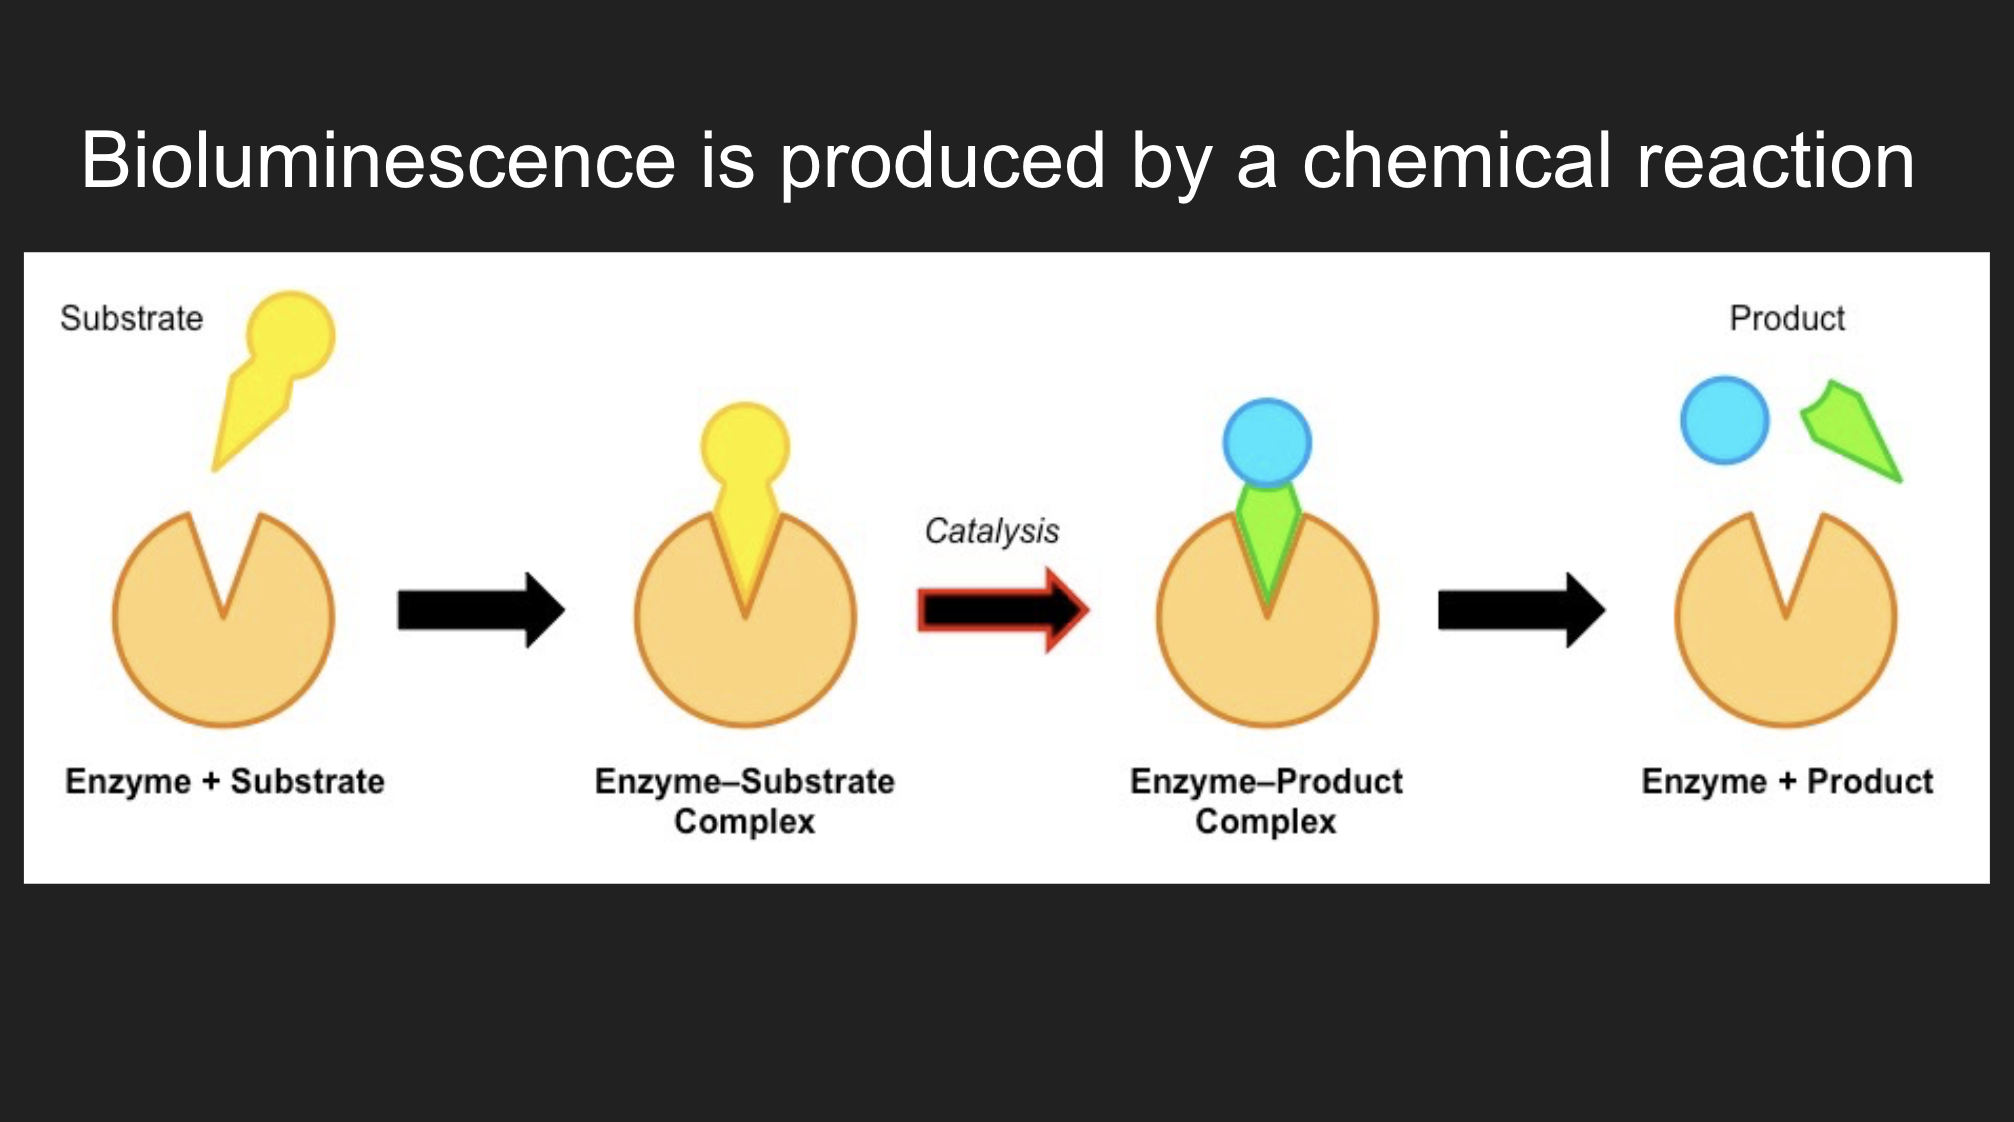 Bioluminescence is produced by a chemical reaction
Substrate
Product
Catalysis
Enzyme + Substrate
Enzyme–Substrate
Complex
Enzyme–Product
Complex
Enzyme + Product